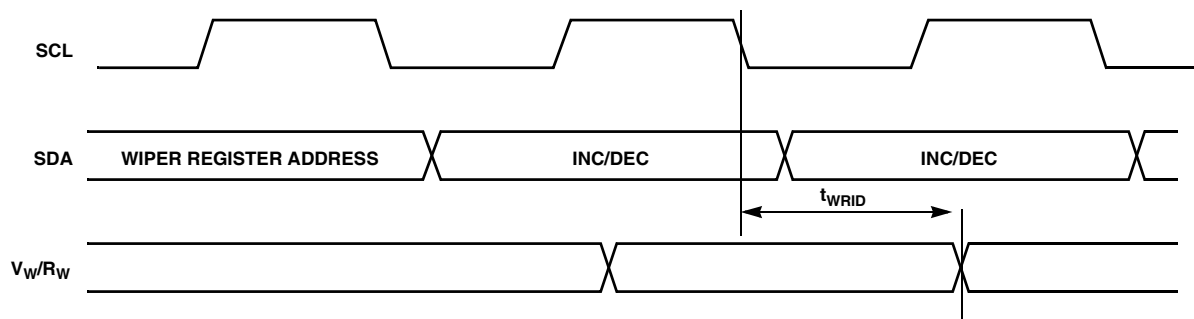 SCL
SDA WIPER REGISTER ADDRESS INC/DEC INC/DEC
tWRID
VW/RW